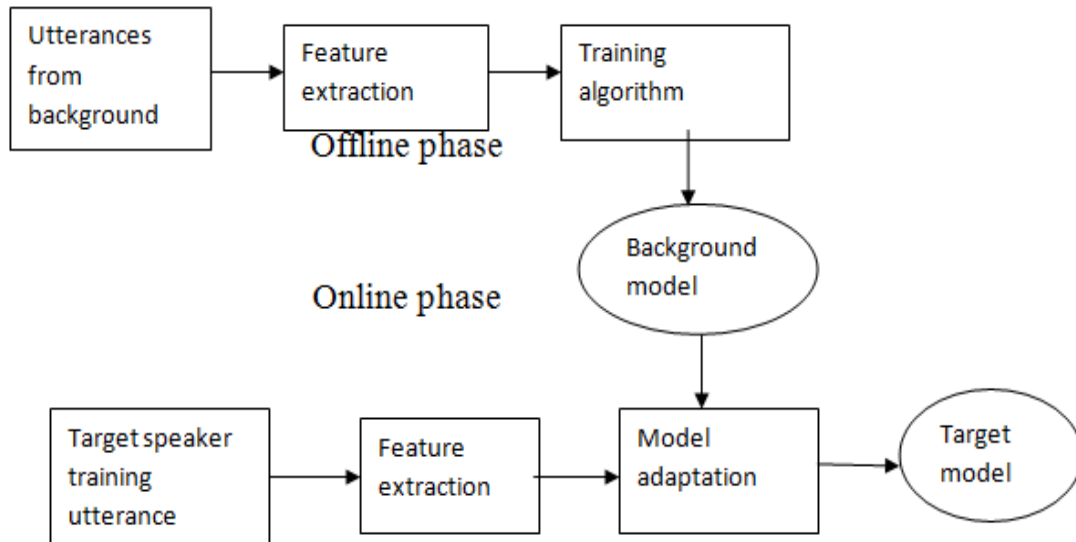 Utterances
from
background
Feature
extraction
Training
algorithm
Offline phase
Background
model
Online phase
Target speaker
training
utterance
Feature
extraction
Model
adaptation
Target
model